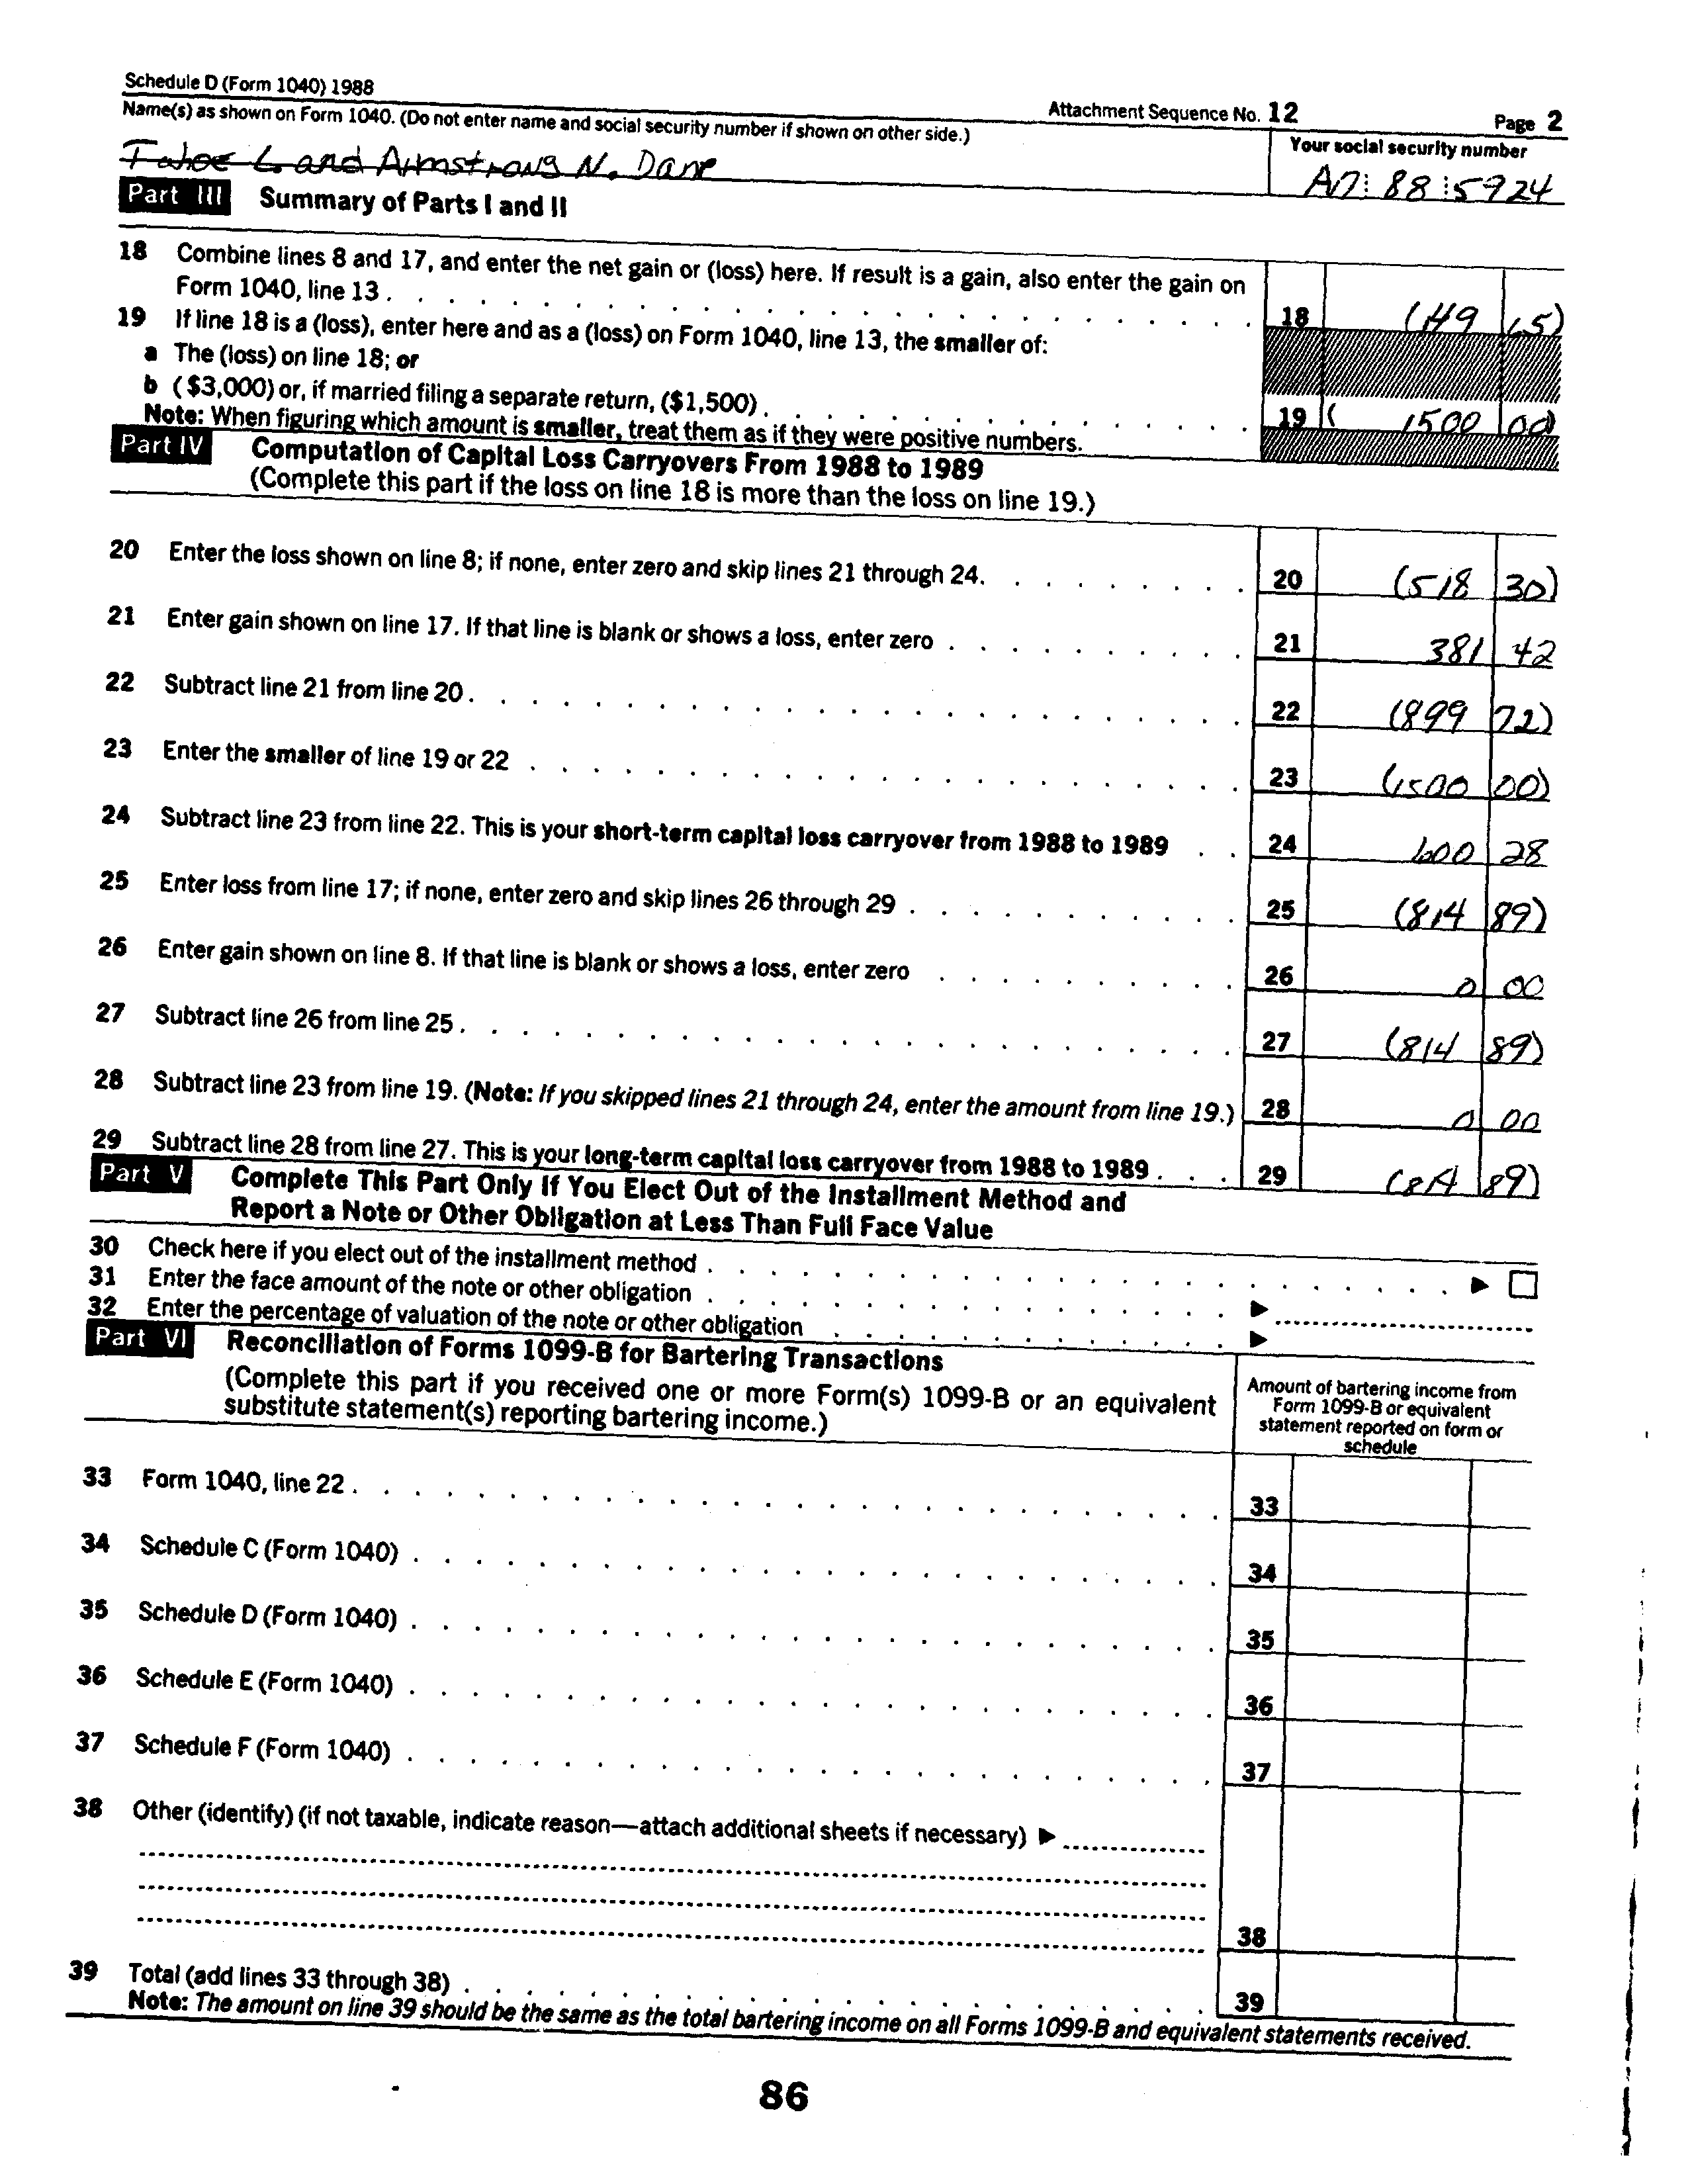 Schedule D (Form 1040) 1988
Attachment Sequence No. 12 Page 2
Name(s) as shown on Form 1040. (Do not enter name and social security number if shown on other side.)
Your social security number
L. and Armstrong N. Dane
88 5924
Part III Summary of Parts I and II
18 Combine lines 8 and 17, and enter the net gain or (loss) here. If result is a gain, also enter the gain on
Form 1040, line 13 . 18 (149 65)
19 If line 18 is a (loss), enter here and as a (loss) on Form 1040, line 13, the smaller of:
a The (loss) on line 18; or
b ($3,000) or, if married filing a separate return, ($1,500) . 19 ( 1500 00)
Note: When figuring which amount is smaller, treat them as if they were positive numbers.
Part IV Computation of Capital Loss Carryovers From 1988 to 1989
(Complete this part if the loss on line 18 is more than the loss on line 19.)
20 Enter the loss shown on line 8; if none, enter zero and skip lines 21 through 24. 20 (518 30)
21 Enter gain shown on line 17. If that line is blank or shows a loss, enter zero 21 381 42
22 Subtract line 21 from line 20 . 22 (899 72)
23 Enter the smaller of line 19 or 22 23 (1500 00)
24 Subtract line 23 from line 22. This is your short-term capital loss carryover from 1988 to 1989 24 600 28
25 Enter loss from line 17; if none, enter zero and skip lines 26 through 29 25 (814 89)
26 Enter gain shown on line 8. If that line is blank or shows a loss, enter zero 26 0 00
27 Subtract line 26 from line 25 . 27 (814 89)
28 Subtract line 23 from line 19. (Note: If you skipped lines 21 through 24, enter the amount from line 19.) 28 0 00
29 Subtract line 28 from line 27. This is your long-term capital loss carryover from 1988 to 1989 . 29 (814 89)
Part V Complete This Part Only If You Elect Out of the Installment Method and
Report a Note or Other Obligation at Less Than Full Face Value
30 Check here if you elect out of the installment method
31 Enter the face amount of the note or other obligation
32 Enter the percentage of valuation of the note or other obligation
Part VI Reconciliation of Forms 1099-B for Bartering Transactions
(Complete this part if you received one or more Form(s) 1099-B or an equivalent
substitute statement(s) reporting bartering income.)
Amount of bartering income from
Form 1099-B or equivalent
statement reported on form or
schedule
33 Form 1040, line 22 . 33
34 Schedule C (Form 1040) 34
35 Schedule D (Form 1040) 35
36 Schedule E (Form 1040) 36
37 Schedule F (Form 1040) 37
38 Other (identify) (if not taxable, indicate reason—attach additional sheets if necessary) ▶
38
39 Total (add lines 33 through 38) 39
Note: The amount on line 39 should be the same as the total bartering income on all Forms 1099-B and equivalent statements received.
86